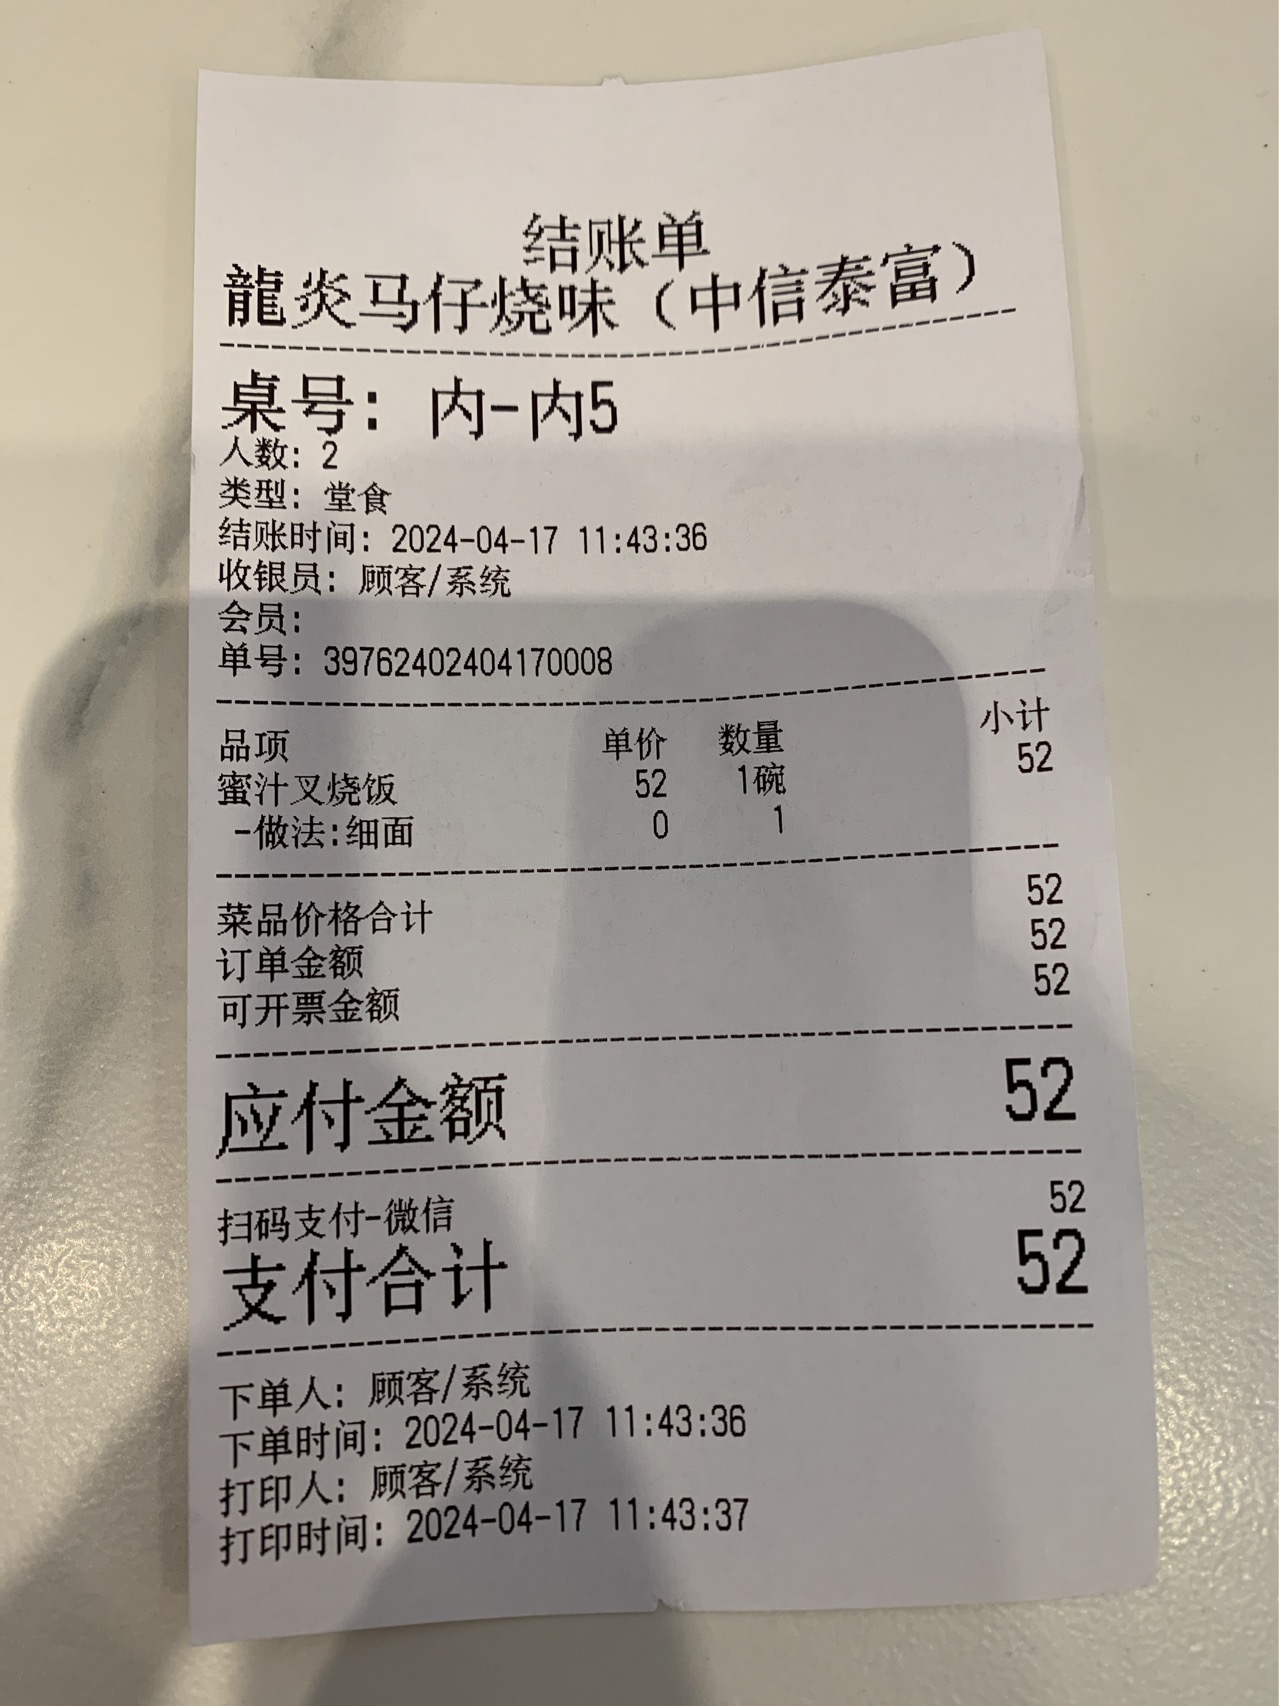 结账单
龍炎马仔烧味（中信泰富）
桌号: 内-内5
人数: 2
类型: 堂食
结账时间: 2024-04-17 11:43:36
收银员: 顾客/系统
会员:
单号: 39762402404170008
品项 单价 数量 小计
蜜汁叉烧饭 52 1碗 52
-做法:细面 0 1
菜品价格合计 52
订单金额 52
可开票金额 52
应付金额 52
扫码支付-微信 52
支付合计 52
下单人: 顾客/系统
下单时间: 2024-04-17 11:43:36
打印人: 顾客/系统
打印时间: 2024-04-17 11:43:37